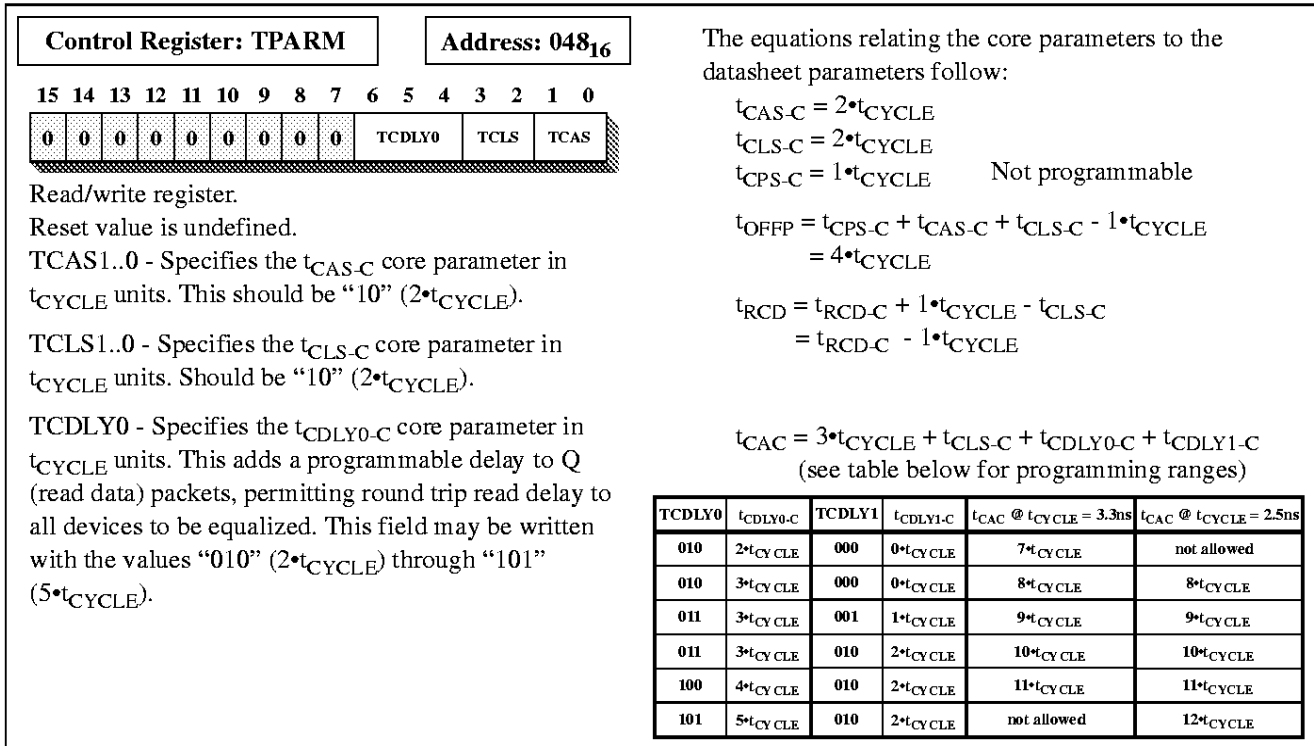 Control Register: TPARM
Address: 048₁₆
15 14 13 12 11 10 9 8 7 6 5 4 3 2 1 0
0 0 0 0 0 0 0 0 0 TCDLY0 TCLS TCAS
Read/write register.
Reset value is undefined.
TCAS1..0 - Specifies the tCAS-C core parameter in
tCYCLE units. This should be “10” (2•tCYCLE).
TCLS1..0 - Specifies the tCLS-C core parameter in
tCYCLE units. Should be “10” (2•tCYCLE).
TCDLY0 - Specifies the tCDLY0-C core parameter in
tCYCLE units. This adds a programmable delay to Q
(read data) packets, permitting round trip read delay to
all devices to be equalized. This field may be written
with the values “010” (2•tCYCLE) through “101”
(5•tCYCLE).
The equations relating the core parameters to the
datasheet parameters follow:
tCAS-C = 2•tCYCLE
tCLS-C = 2•tCYCLE
tCPS-C = 1•tCYCLE Not programmable
tOFFP = tCPS-C + tCAS-C + tCLS-C - 1•tCYCLE
= 4•tCYCLE
tRCD = tRCD-C + 1•tCYCLE - tCLS-C
= tRCD-C - 1•tCYCLE
tCAC = 3•tCYCLE + tCLS-C + tCDLY0-C + tCDLY1-C
(see table below for programming ranges)
TCDLY0 tCDLY0-C TCDLY1 tCDLY1-C tCAC @ tCYCLE = 3.3ns tCAC @ tCYCLE = 2.5ns
010 2•tCYCLE 000 0•tCYCLE 7•tCYCLE not allowed
010 3•tCYCLE 000 0•tCYCLE 8•tCYCLE 8•tCYCLE
011 3•tCYCLE 001 1•tCYCLE 9•tCYCLE 9•tCYCLE
011 3•tCYCLE 010 2•tCYCLE 10•tCYCLE 10•tCYCLE
100 4•tCYCLE 010 2•tCYCLE 11•tCYCLE 11•tCYCLE
101 5•tCYCLE 010 2•tCYCLE not allowed 12•tCYCLE